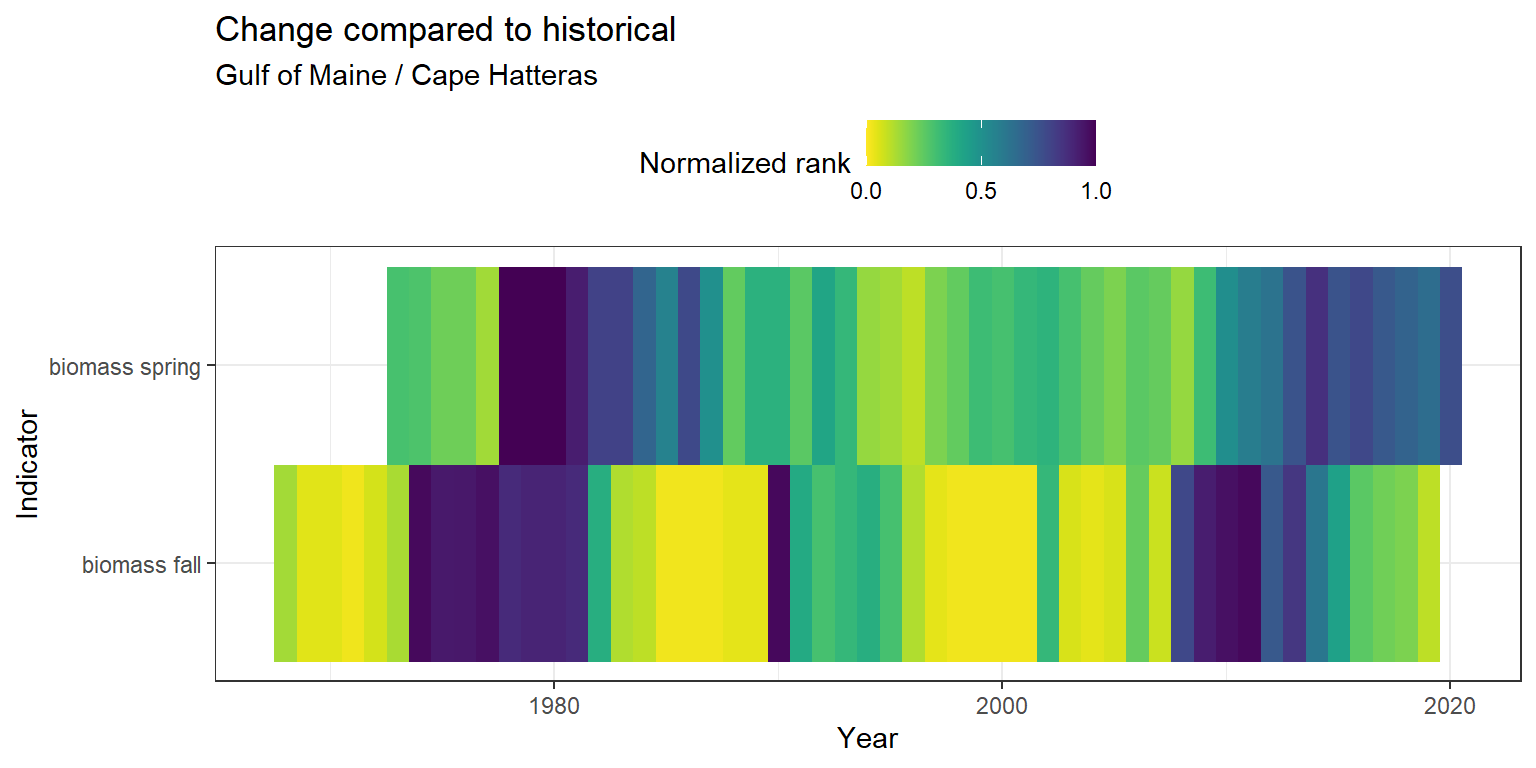 Change compared to historical
Gulf of Maine / Cape Hatteras
Normalized rank
0.0 0.5 1.0
Indicator
biomass spring
biomass fall
1980 2000 2020
Year